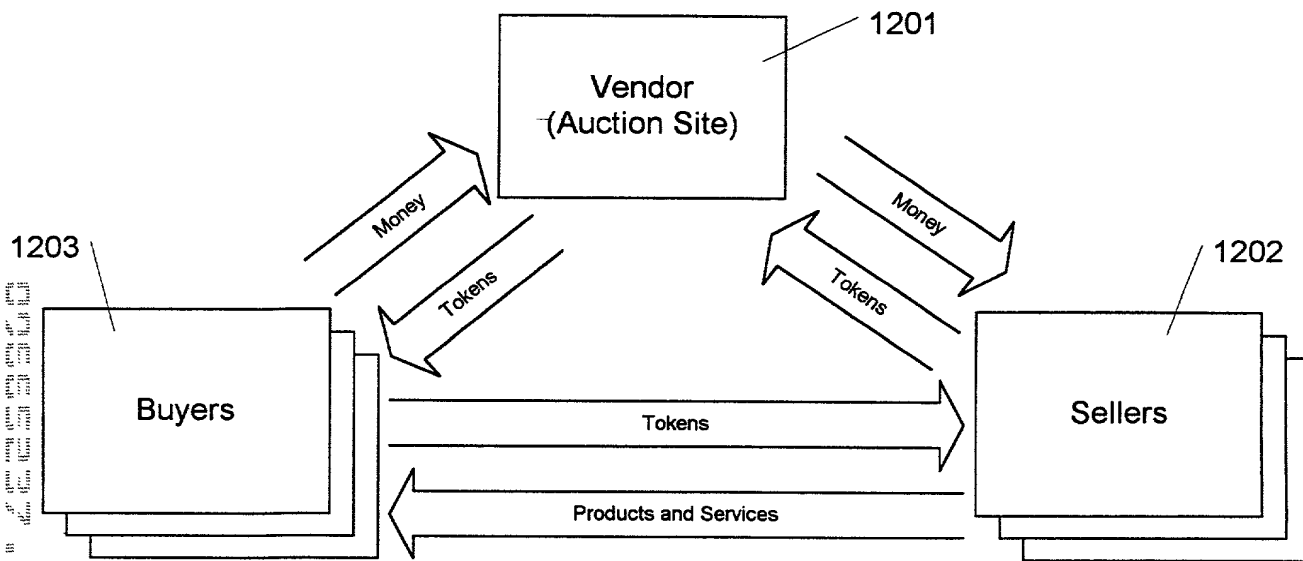 1201
Vendor
(Auction Site)
Money
Tokens
Money
Tokens
1203
1202
Buyers
Sellers
Tokens
Products and Services